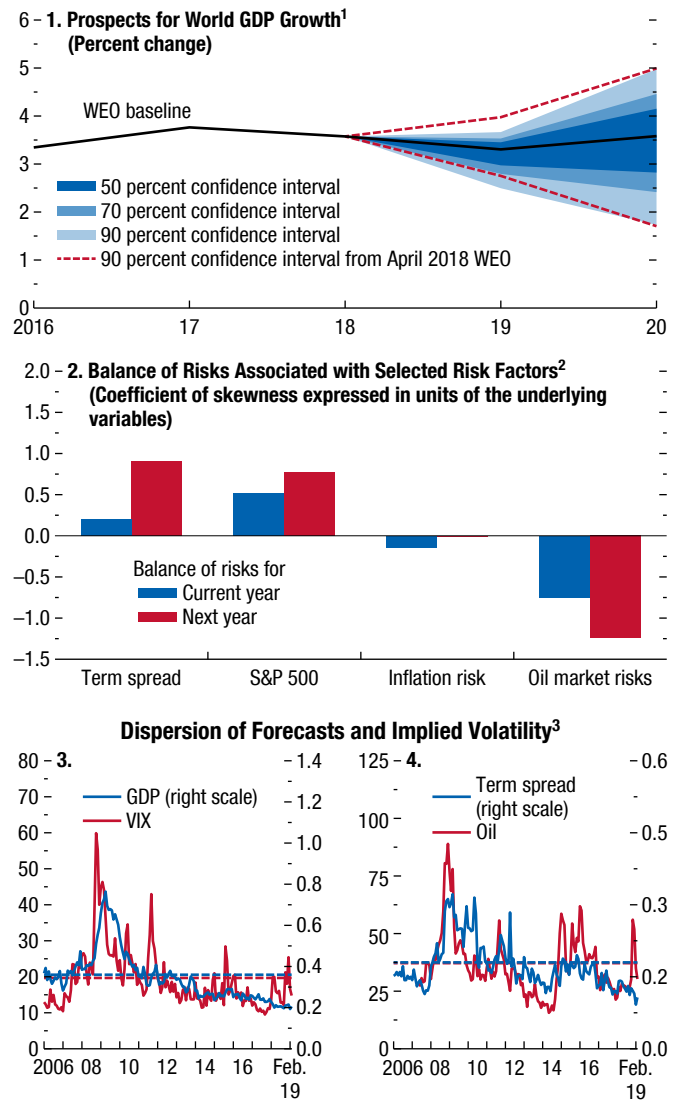 1. Prospects for World GDP Growth1
(Percent change)
6
5
4
3
2
1
0
WEO baseline
50 percent confidence interval
70 percent confidence interval
90 percent confidence interval
90 percent confidence interval from April 2018 WEO
2016 17 18 19 20
2. Balance of Risks Associated with Selected Risk Factors2
(Coefficient of skewness expressed in units of the underlying
variables)
2.0
1.5
1.0
0.5
0.0
–0.5
–1.0
–1.5
Balance of risks for
Current year
Next year
Term spread S&P 500 Inflation risk Oil market risks
Dispersion of Forecasts and Implied Volatility3
3.
GDP (right scale)
VIX
80
70
60
50
40
30
20
10
0
1.4
1.2
1.0
0.8
0.6
0.4
0.2
0.0
2006 08 10 12 14 16 Feb.
19
4.
Term spread
(right scale)
Oil
125
100
75
50
25
0
0.6
0.5
0.3
0.2
0.0
2006 08 10 12 14 16 Feb.
19